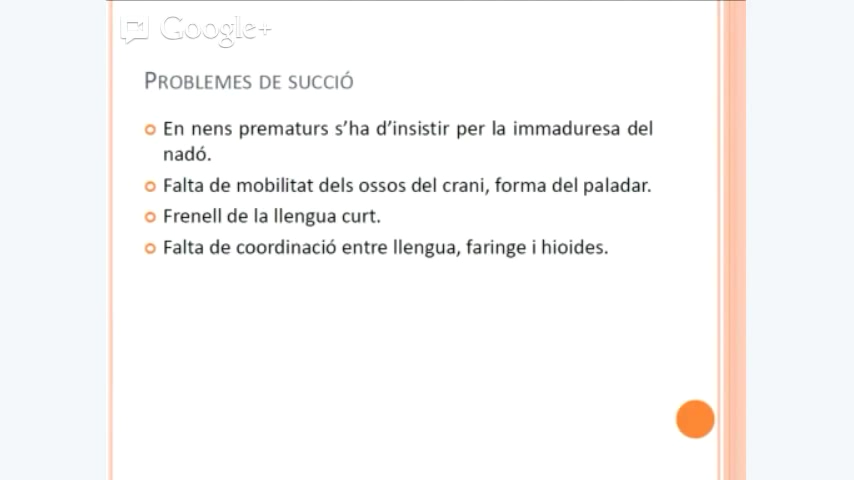 Google+
PROBLEMES DE SUCCIÓ
En nens prematurs s'ha d'insistir per la immaduresa del
nadó.
Falta de mobilitat dels ossos del crani, forma del paladar.
Frenell de la llengua curt.
Falta de coordinació entre llengua, faringe i hioides.